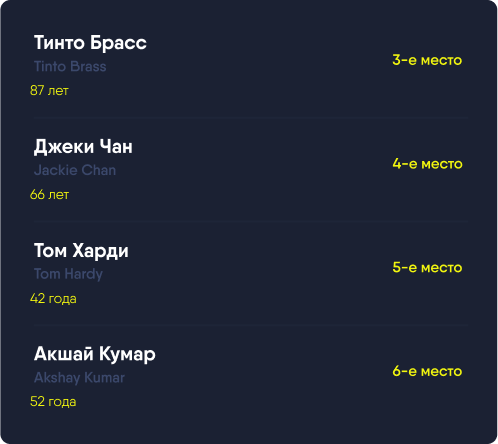 Тинто Брасс
Tinto Brass
87 лет
3-е место
Джеки Чан
Jackie Chan
66 лет
4-е место
Том Харди
Tom Hardy
42 года
5-е место
Акшай Кумар
Akshay Kumar
52 года
6-е место